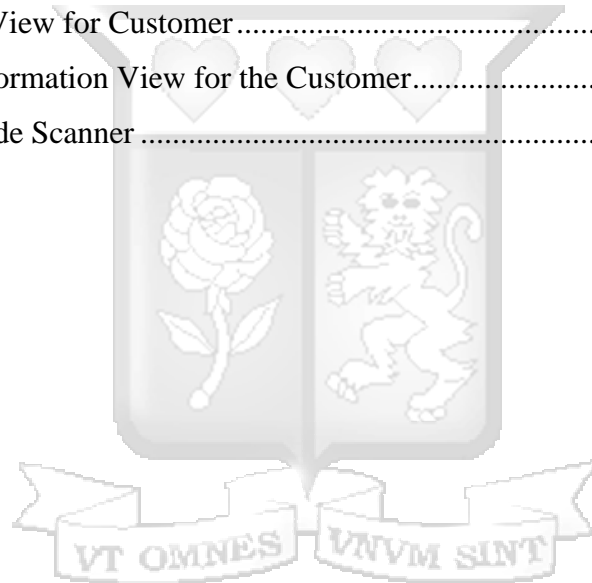 View for Customer ........................................................
ormation View for the Customer.............................
de Scanner .......................................................................
VT OMNES VNVM SINT